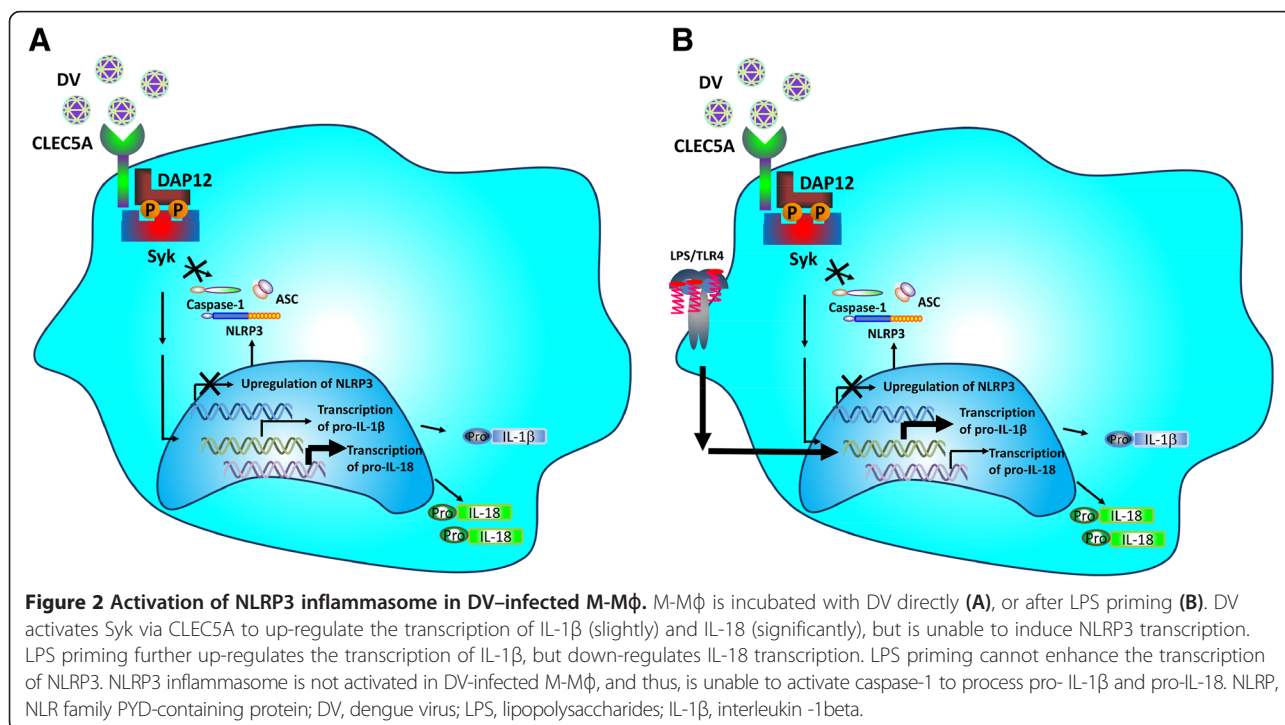 A
DV
CLEC5A
DAP12
P P
Syk
Caspase-1
ASC
NLRP3
Upregulation of NLRP3
Transcription
of pro-IL-1β
Transcription
of pro-IL-18
Pro IL-1β
Pro IL-18
Pro IL-18
B
DV
CLEC5A
DAP12
P P
Syk
LPS/TLR4
Caspase-1
ASC
NLRP3
Upregulation of NLRP3
Transcription
of pro-IL-1β
Transcription
of pro-IL-18
Pro IL-1β
Pro IL-18
Pro IL-18
Figure 2 Activation of NLRP3 inflammasome in DV–infected M-Mϕ. M-Mϕ is incubated with DV directly (A), or after LPS priming (B). DV
activates Syk via CLEC5A to up-regulate the transcription of IL-1β (slightly) and IL-18 (significantly), but is unable to induce NLRP3 transcription.
LPS priming further up-regulates the transcription of IL-1β, but down-regulates IL-18 transcription. LPS priming cannot enhance the transcription
of NLRP3. NLRP3 inflammasome is not activated in DV-infected M-Mϕ, and thus, is unable to activate caspase-1 to process pro- IL-1β and pro-IL-18. NLRP,
NLR family PYD-containing protein; DV, dengue virus; LPS, lipopolysaccharides; IL-1β, interleukin -1beta.